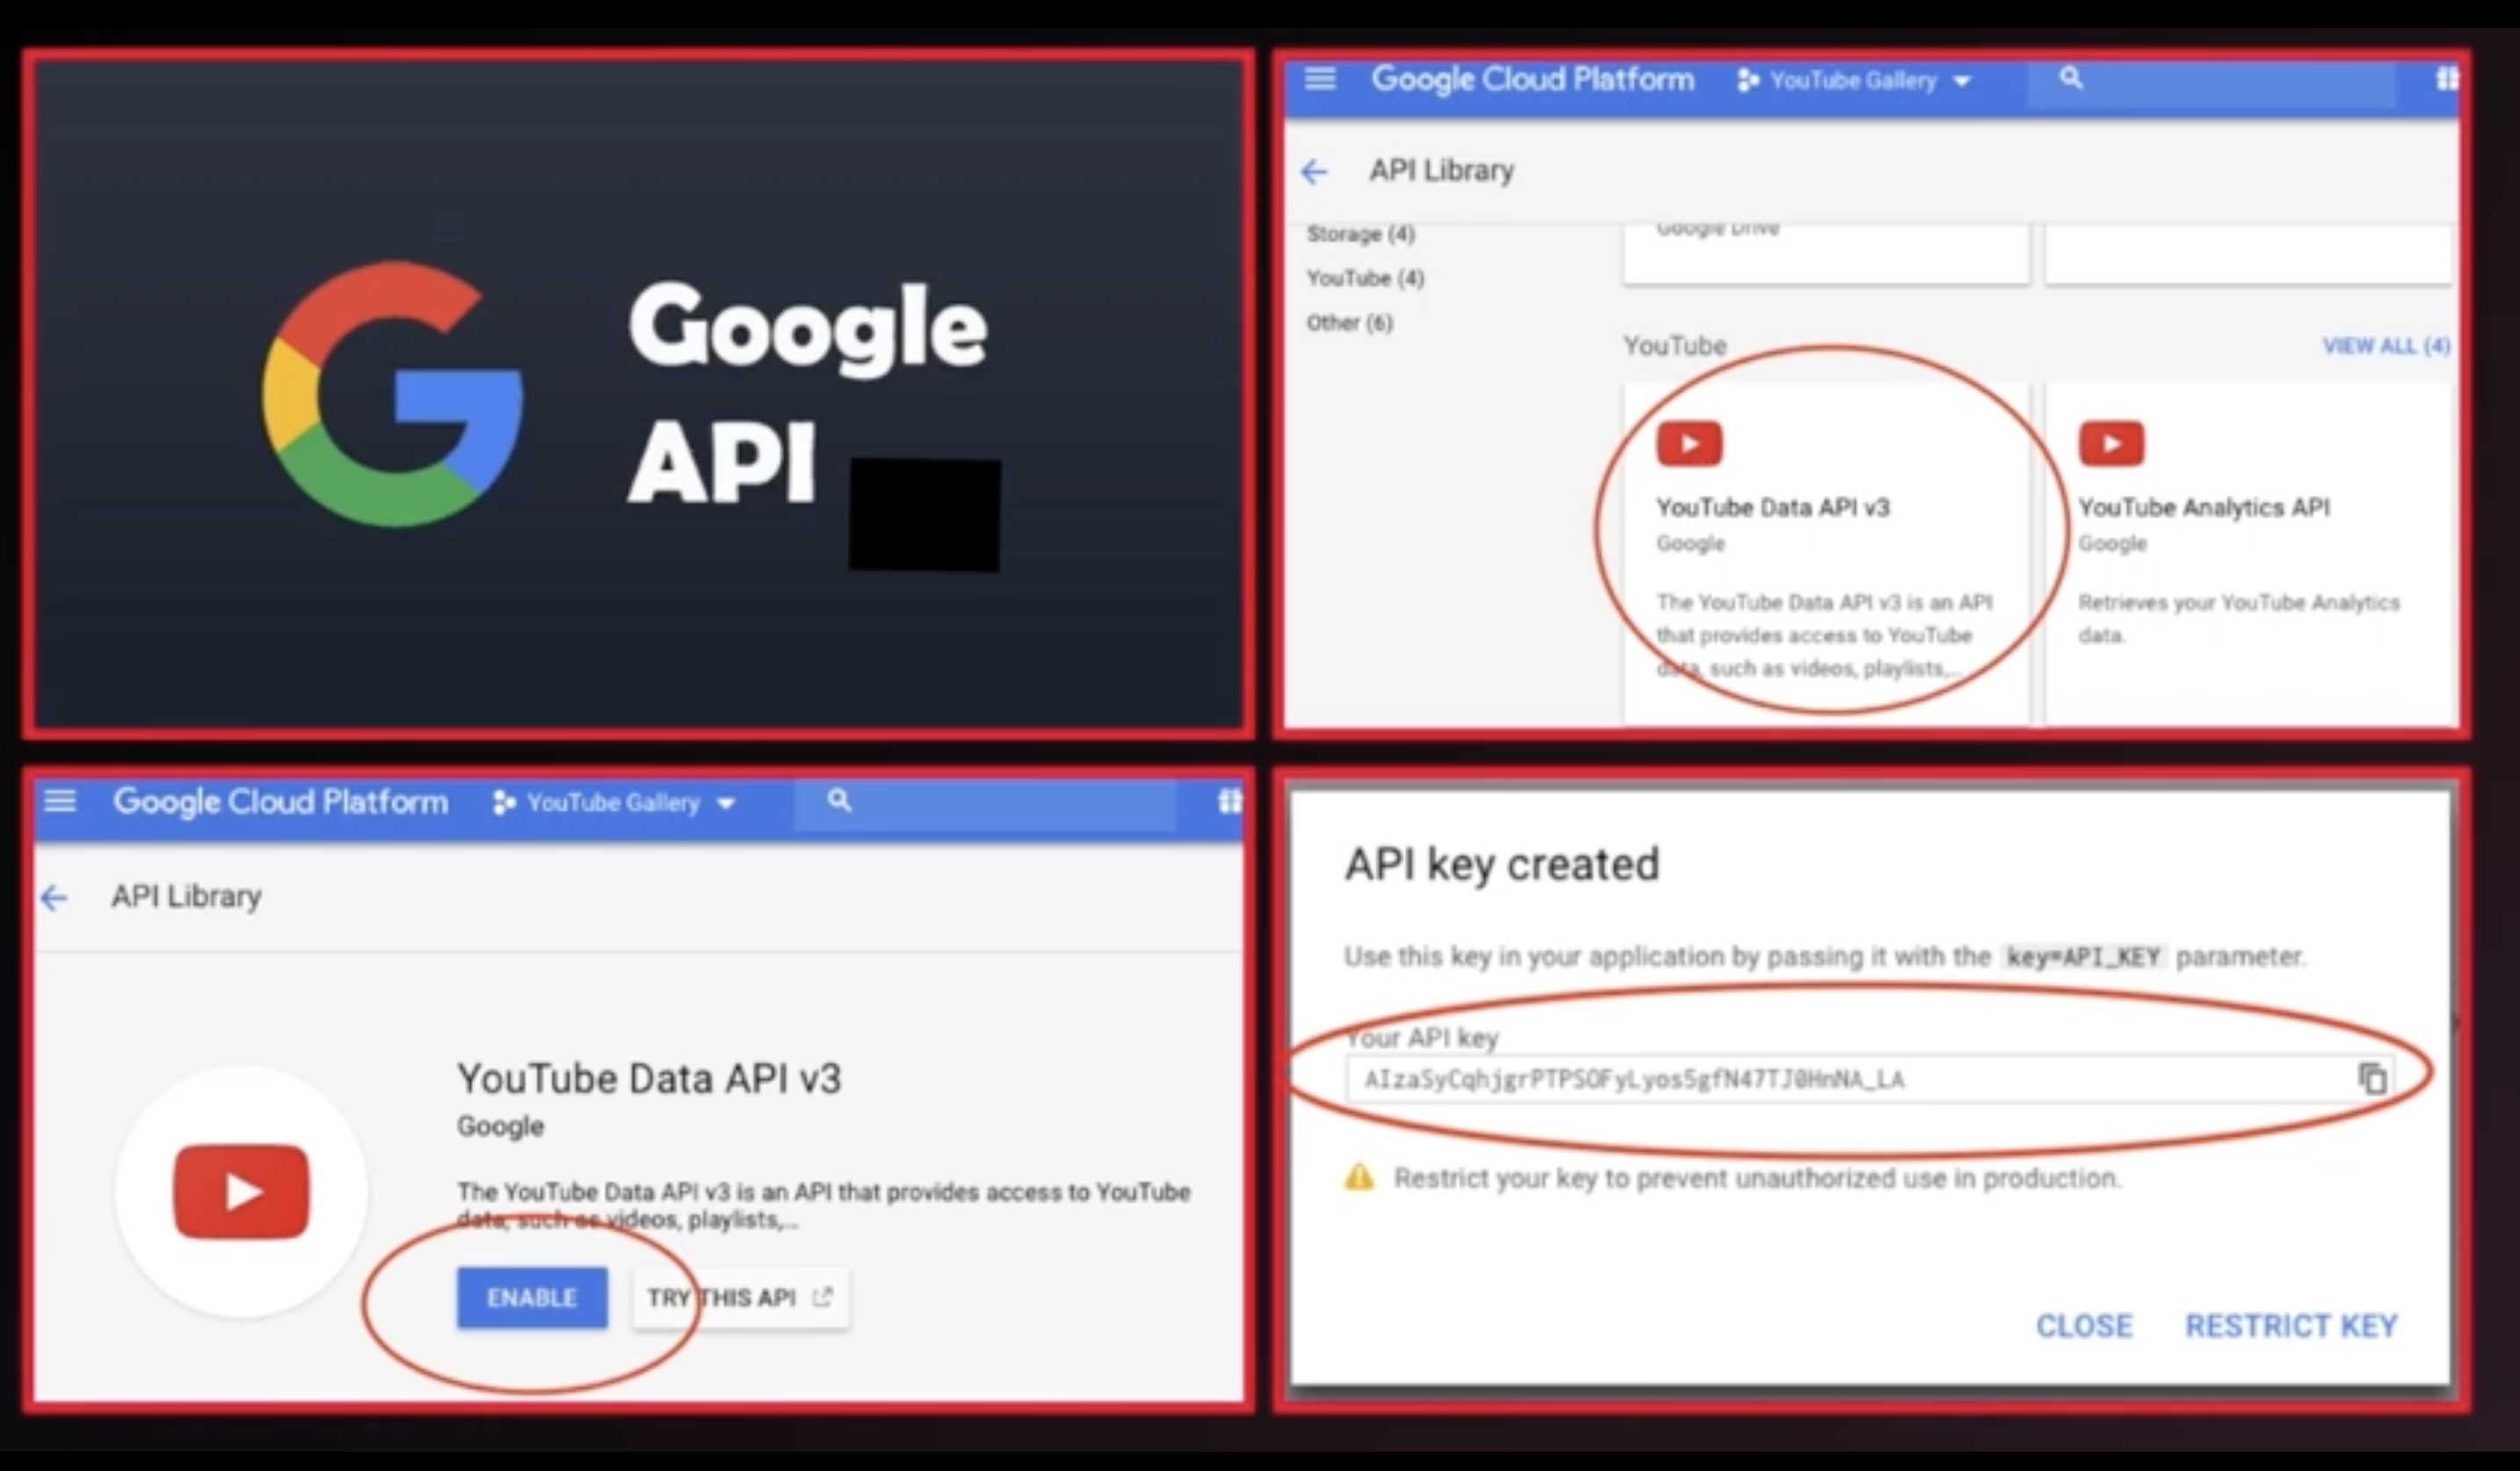 Google
API
Google Cloud Platform YouTube Gallery
API Library
Storage (4)
YouTube (4)
Other (6)
Google Drive
YouTube
VIEW ALL (4)
YouTube Data API v3
Google
The YouTube Data API v3 is an API
that provides access to YouTube
data, such as videos, playlists,...
YouTube Analytics API
Google
Retrieves your YouTube Analytics
data.
Google Cloud Platform YouTube Gallery
API Library
YouTube Data API v3
Google
The YouTube Data API v3 is an API that provides access to YouTube
data, such as videos, playlists,...
ENABLE
TRY THIS API
API key created
Use this key in your application by passing it with the key=API_KEY parameter.
Your API key
AIzaSyCqhjgrPTPSOFyLyos5gfN47TJ0HnNA_LA
Restrict your key to prevent unauthorized use in production.
CLOSE RESTRICT KEY